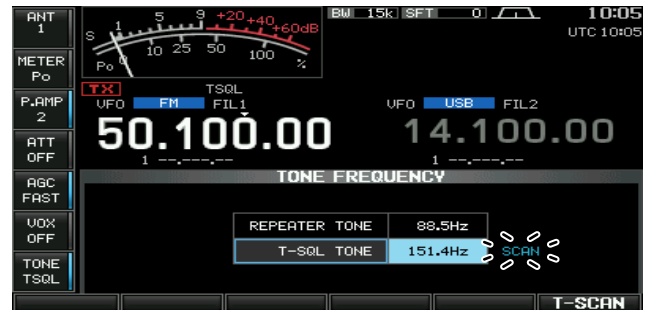 ANT
1
METER
Po
P.AMP
2
ATT
OFF
AGC
FAST
VOX
OFF
TONE
TSQL
S 1 5 9 +20 +40 +60dB
Po 0 10 25 50 100 %
BW 15k SFT 0
10:05
UTC 10:05
TX TSQL
VFO FM FIL1
50.100.00
1 --.---.--
VFO USB FIL2
14.100.00
1 --.---.--
TONE FREQUENCY
REPEATER TONE 88.5Hz
T-SQL TONE 151.4Hz SCAN
T-SCAN